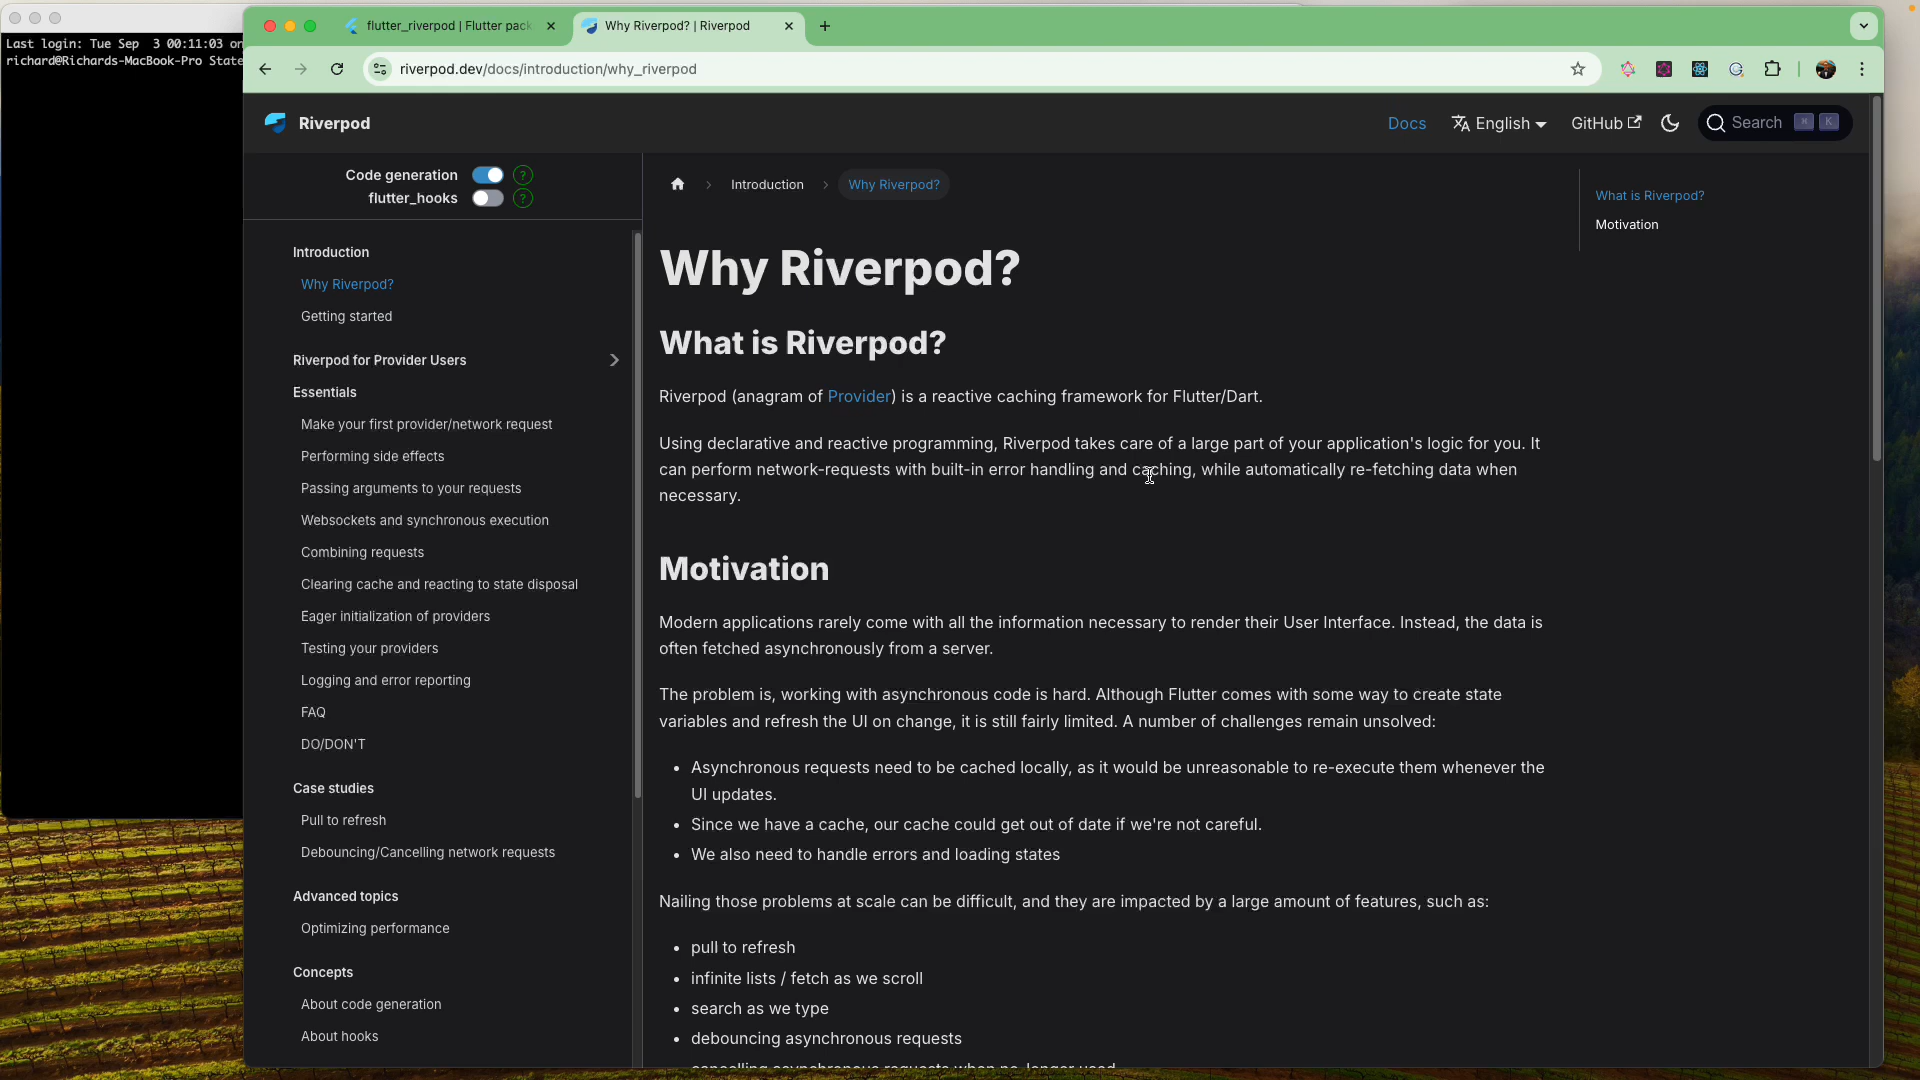 Last login: Tue Sep  3 00:11:03 on
richard@Richards-MacBook-Pro State
flutter_riverpod | Flutter pack
Why Riverpod? | Riverpod
riverpod.dev/docs/introduction/why_riverpod
Riverpod
Docs
English
GitHub
Search ⌘ K
Code generation ?
flutter_hooks ?
Introduction
Why Riverpod?
Getting started
Riverpod for Provider Users
Essentials
Make your first provider/network request
Performing side effects
Passing arguments to your requests
Websockets and synchronous execution
Combining requests
Clearing cache and reacting to state disposal
Eager initialization of providers
Testing your providers
Logging and error reporting
FAQ
DO/DON'T
Case studies
Pull to refresh
Debouncing/Cancelling network requests
Advanced topics
Optimizing performance
Concepts
About code generation
About hooks
Introduction
Why Riverpod?
Why Riverpod?
What is Riverpod?
Riverpod (anagram of Provider) is a reactive caching framework for Flutter/Dart.
Using declarative and reactive programming, Riverpod takes care of a large part of your application's logic for you. It
can perform network-requests with built-in error handling and caching, while automatically re-fetching data when
necessary.
Motivation
Modern applications rarely come with all the information necessary to render their User Interface. Instead, the data is
often fetched asynchronously from a server.
The problem is, working with asynchronous code is hard. Although Flutter comes with some way to create state
variables and refresh the UI on change, it is still fairly limited. A number of challenges remain unsolved:
• Asynchronous requests need to be cached locally, as it would be unreasonable to re-execute them whenever the
UI updates.
• Since we have a cache, our cache could get out of date if we're not careful.
• We also need to handle errors and loading states
Nailing those problems at scale can be difficult, and they are impacted by a large amount of features, such as:
• pull to refresh
• infinite lists / fetch as we scroll
• search as we type
• debouncing asynchronous requests
cancelling asynchronous requests when no-longer used
What is Riverpod?
Motivation